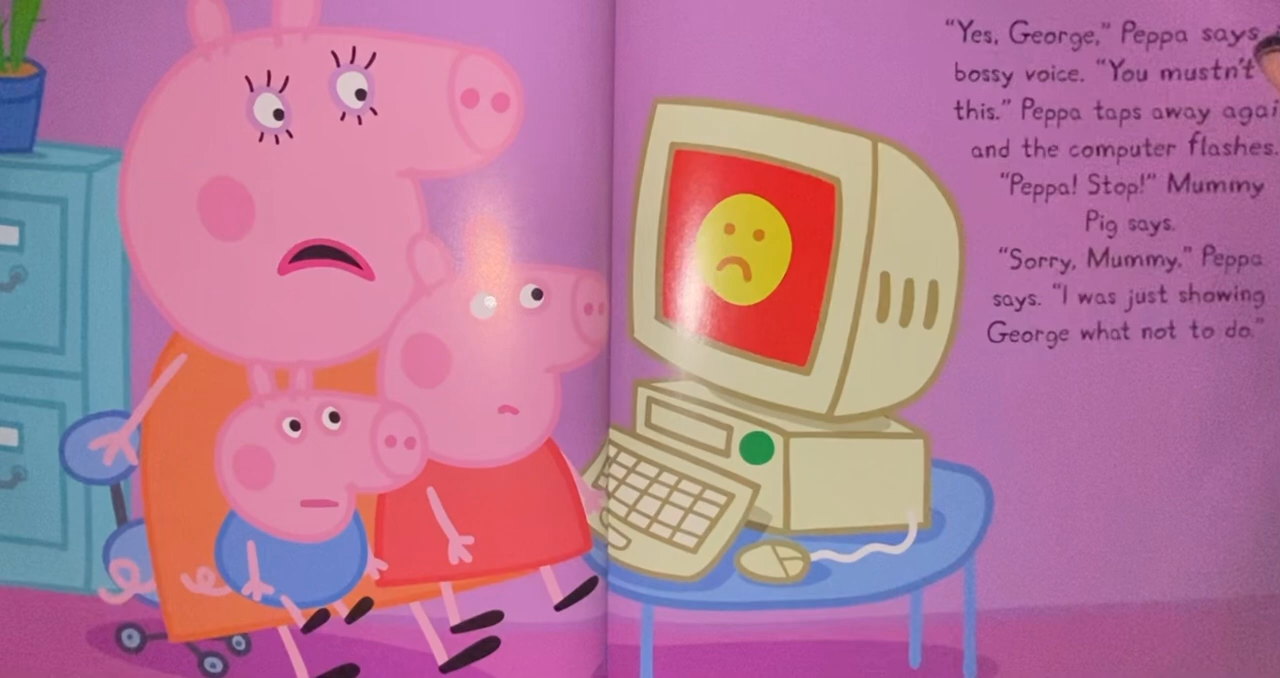 “Yes, George,” Peppa says
bossy voice. “You mustn't
this.” Peppa taps away agai
and the computer flashes.
“Peppa! Stop!” Mummy
Pig says.
“Sorry, Mummy,” Peppa
says. “I was just showing
George what not to do.”